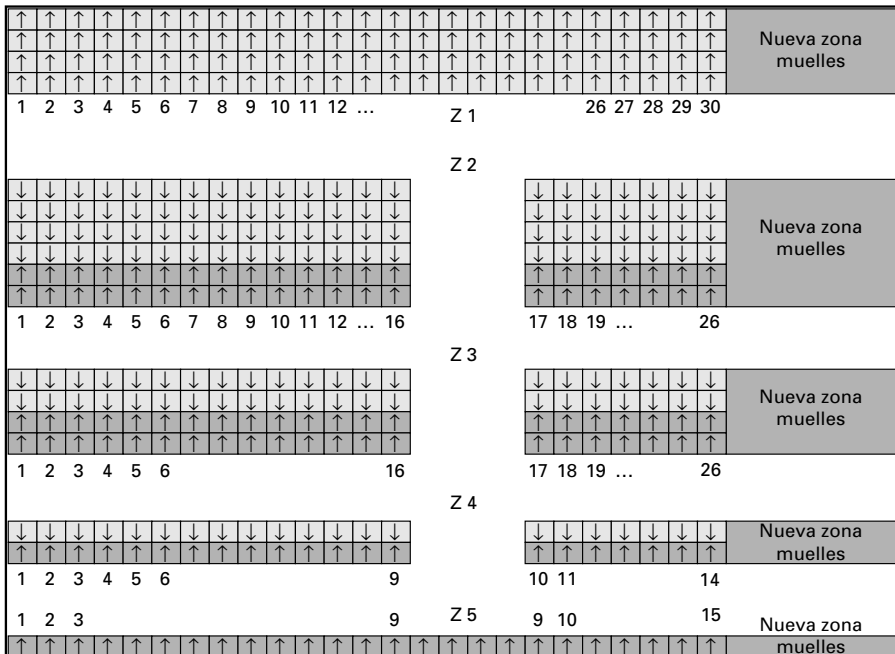 Nueva zona
muelles
1 2 3 4 5 6 7 8 9 10 11 12 ... 26 27 28 29 30
Z 1
Z 2
Nueva zona
muelles
1 2 3 4 5 6 7 8 9 10 11 12 ... 16 17 18 19 ... 26
Z 3
Nueva zona
muelles
1 2 3 4 5 6 16 17 18 19 ... 26
Z 4
Nueva zona
muelles
1 2 3 4 5 6 9 10 11 14
1 2 3 9 Z 5 9 10 15
Nueva zona
muelles